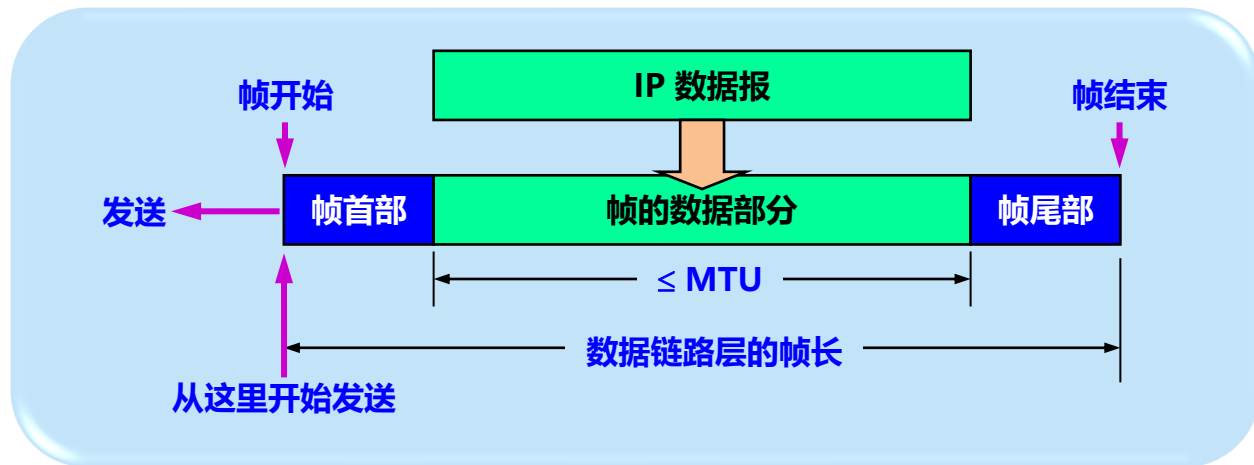 IP 数据报
帧开始
帧结束
发送
帧首部
帧的数据部分
帧尾部
≤ MTU
数据链路层的帧长
从这里开始发送